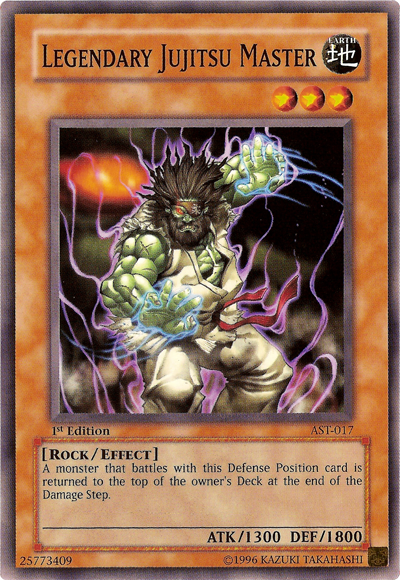 LEGENDARY JUJITSU MASTER
EARTH
地
1st Edition
AST-017
[ROCK/EFFECT]
A monster that battles with this Defense Position card is
returned to the top of the owner's Deck at the end of the
Damage Step.
ATK/1300 DEF/1800
25773409
©1996 KAZUKI TAKAHASHI